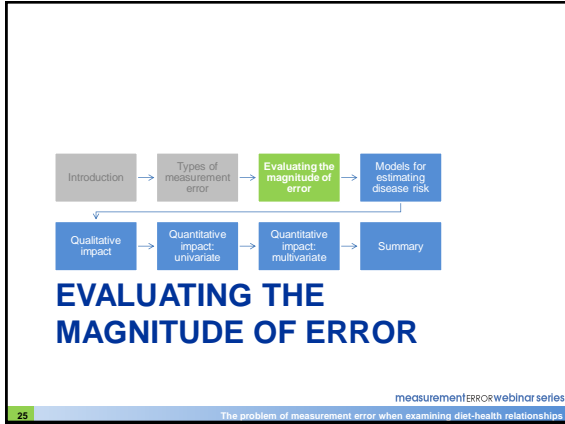 Introduction
Types of
measurement
error
Evaluating the
magnitude of
error
Models for
estimating
disease risk
Qualitative
impact
Quantitative
impact:
univariate
Quantitative
impact:
multivariate
Summary
EVALUATING THE
MAGNITUDE OF ERROR
measurementERRORwebinar series
25
The problem of measurement error when examining diet-health relationships